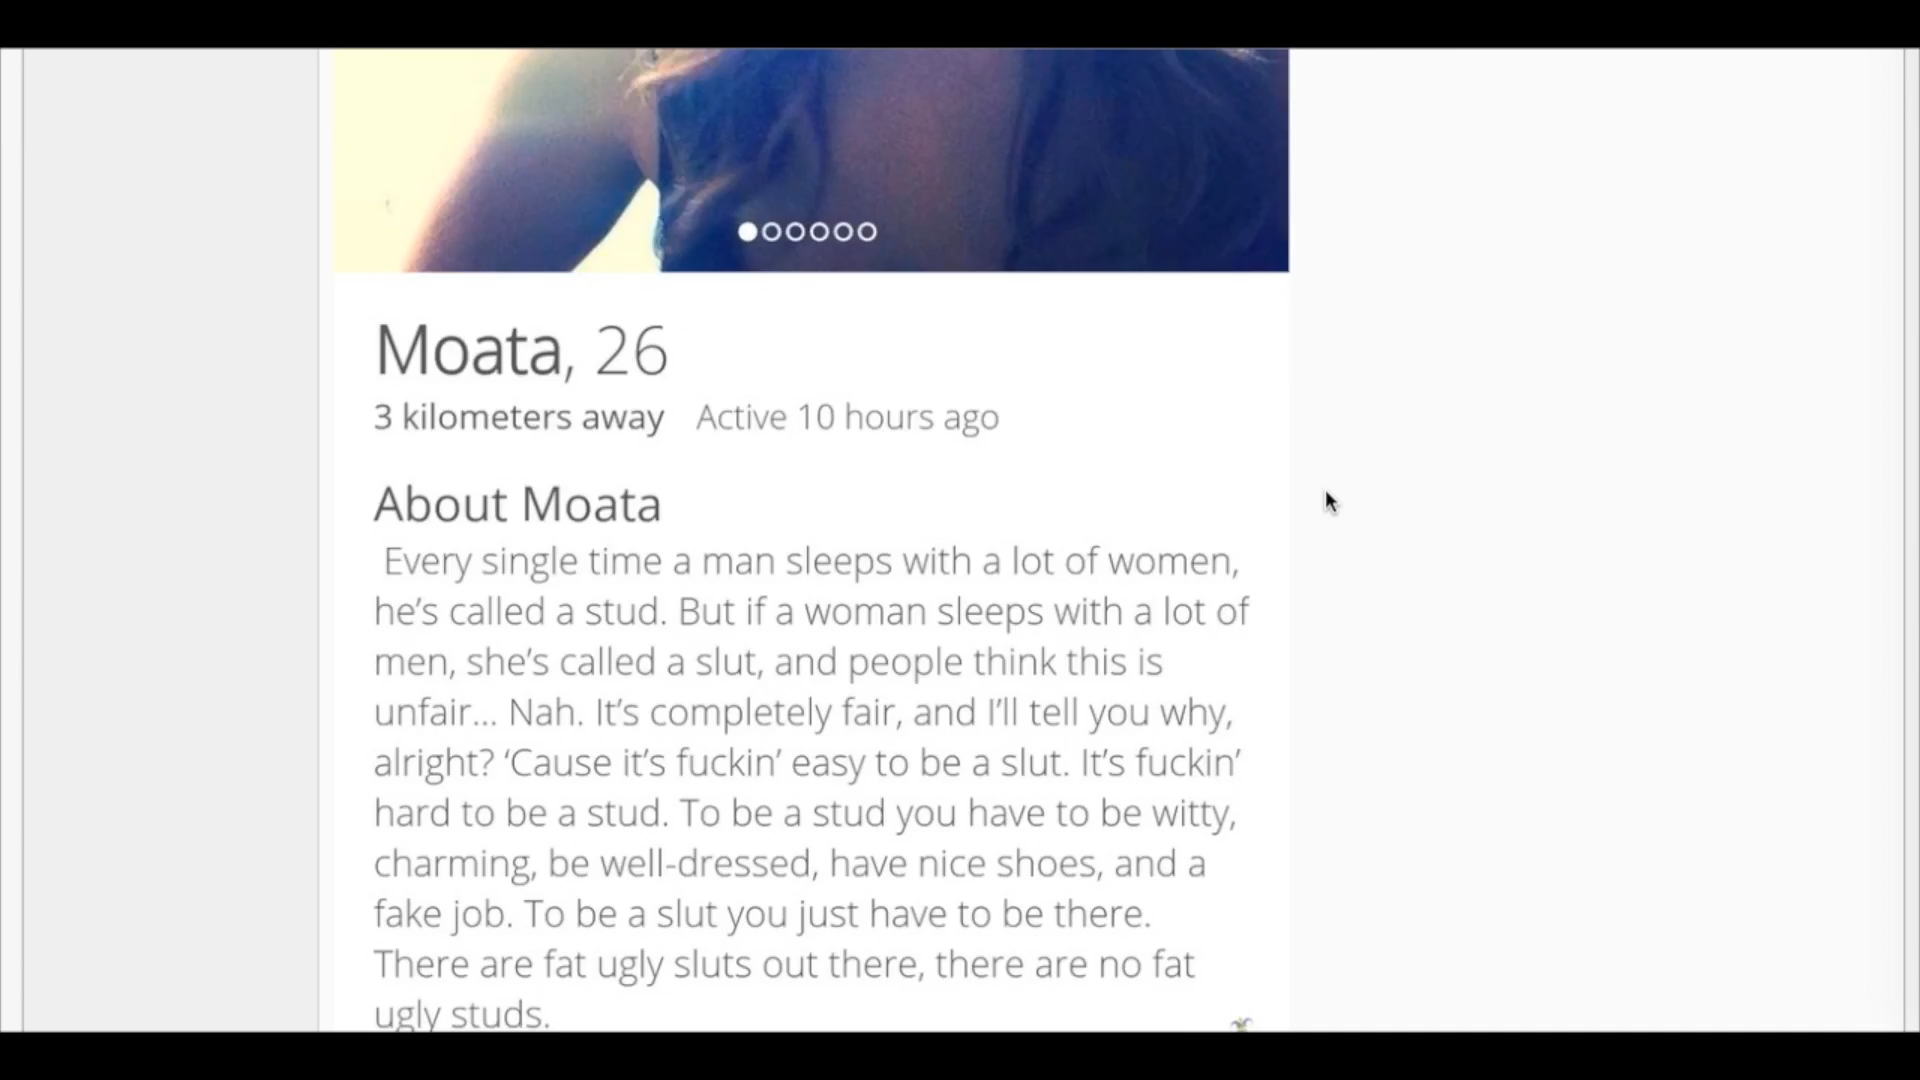 Moata, 26
3 kilometers away Active 10 hours ago
About Moata
Every single time a man sleeps with a lot of women,
he’s called a stud. But if a woman sleeps with a lot of
men, she’s called a slut, and people think this is
unfair... Nah. It’s completely fair, and I’ll tell you why,
alright? ‘Cause it’s fuckin’ easy to be a slut. It’s fuckin’
hard to be a stud. To be a stud you have to be witty,
charming, be well-dressed, have nice shoes, and a
fake job. To be a slut you just have to be there.
There are fat ugly sluts out there, there are no fat
ugly studs.